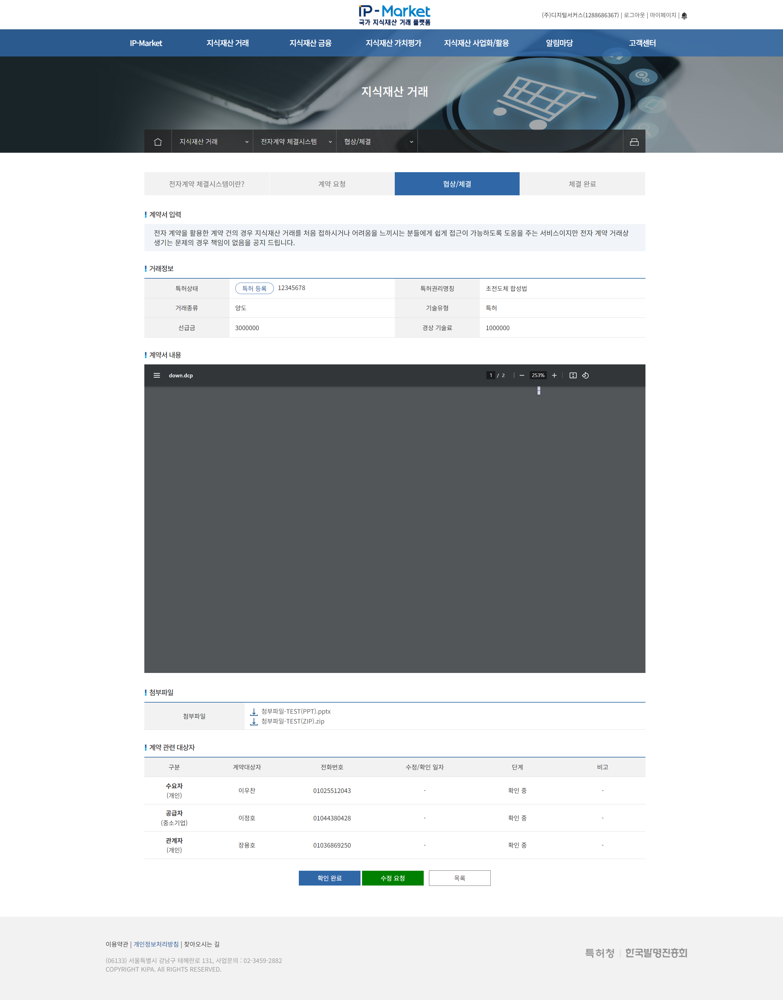 IP-Market
국가 지식재산 거래 플랫폼
(주)디지털서커스(1288686367) | 로그아웃 | 마이페이지 |
IP-Market 지식재산 거래 지식재산 금융 지식재산 가치평가 지식재산 사업화/활용 알림마당 고객센터
지식재산 거래
지식재산 거래 전자계약 체결시스템 협상/체결
전자계약 체결시스템이란? 계약 요청 협상/체결 체결 완료
계약서 입력
전자 계약을 활용한 계약 건의 경우 지식재산 거래를 처음 접하시거나 어려움을 느끼시는 분들에게 쉽게 접근이 가능하도록 도움을 주는 서비스이지만 전자 계약 거래상
생기는 문제의 경우 책임이 없음을 공지 드립니다.
거래정보
특허상태 특허 등록 12345678 특허권리명칭 초전도체 합성법
거래종류 양도 기술유형 특허
선급금 3000000 경상 기술료 1000000
계약서 내용
down.dcp 1 / 2 | − 253% + |
첨부파일
첨부파일 첨부파일-TEST(PPT).pptx
첨부파일-TEST(ZIP).zip
계약 관련 대상자
구분 계약대상자 전화번호 수정/확인 일자 단계 비고
수요자
(개인) 이우찬 01025512043 - 확인 중 -
공급자
(중소기업) 이정호 01044380428 - 확인 중 -
관계자
(개인) 장용호 01036869250 - 확인 중 -
확인 완료 수정 요청 목록
이용약관 | 개인정보처리방침 | 찾아오시는 길
(06133) 서울특별시 강남구 테헤란로 131, 사업문의 : 02-3459-2882
COPYRIGHT KIPA. All RIGHTS RESERVED.
특허청 | 한국발명진흥회